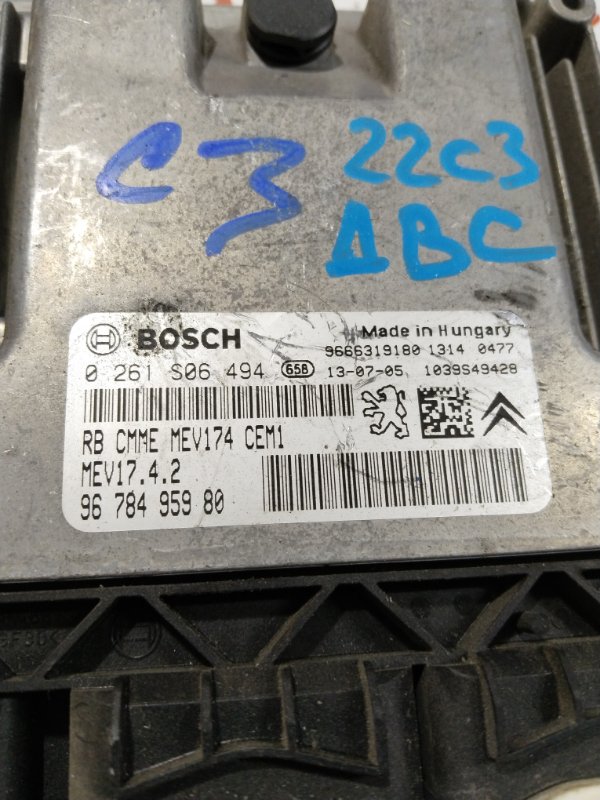 C3
22C3
ДВС
BOSCH
Made in Hungary
9666319180 1314 0477
0 261 S06 494 658 13-07-05 1039S49428
RB CMME MEV174 CEM1
MEV17.4.2
96 784 959 80